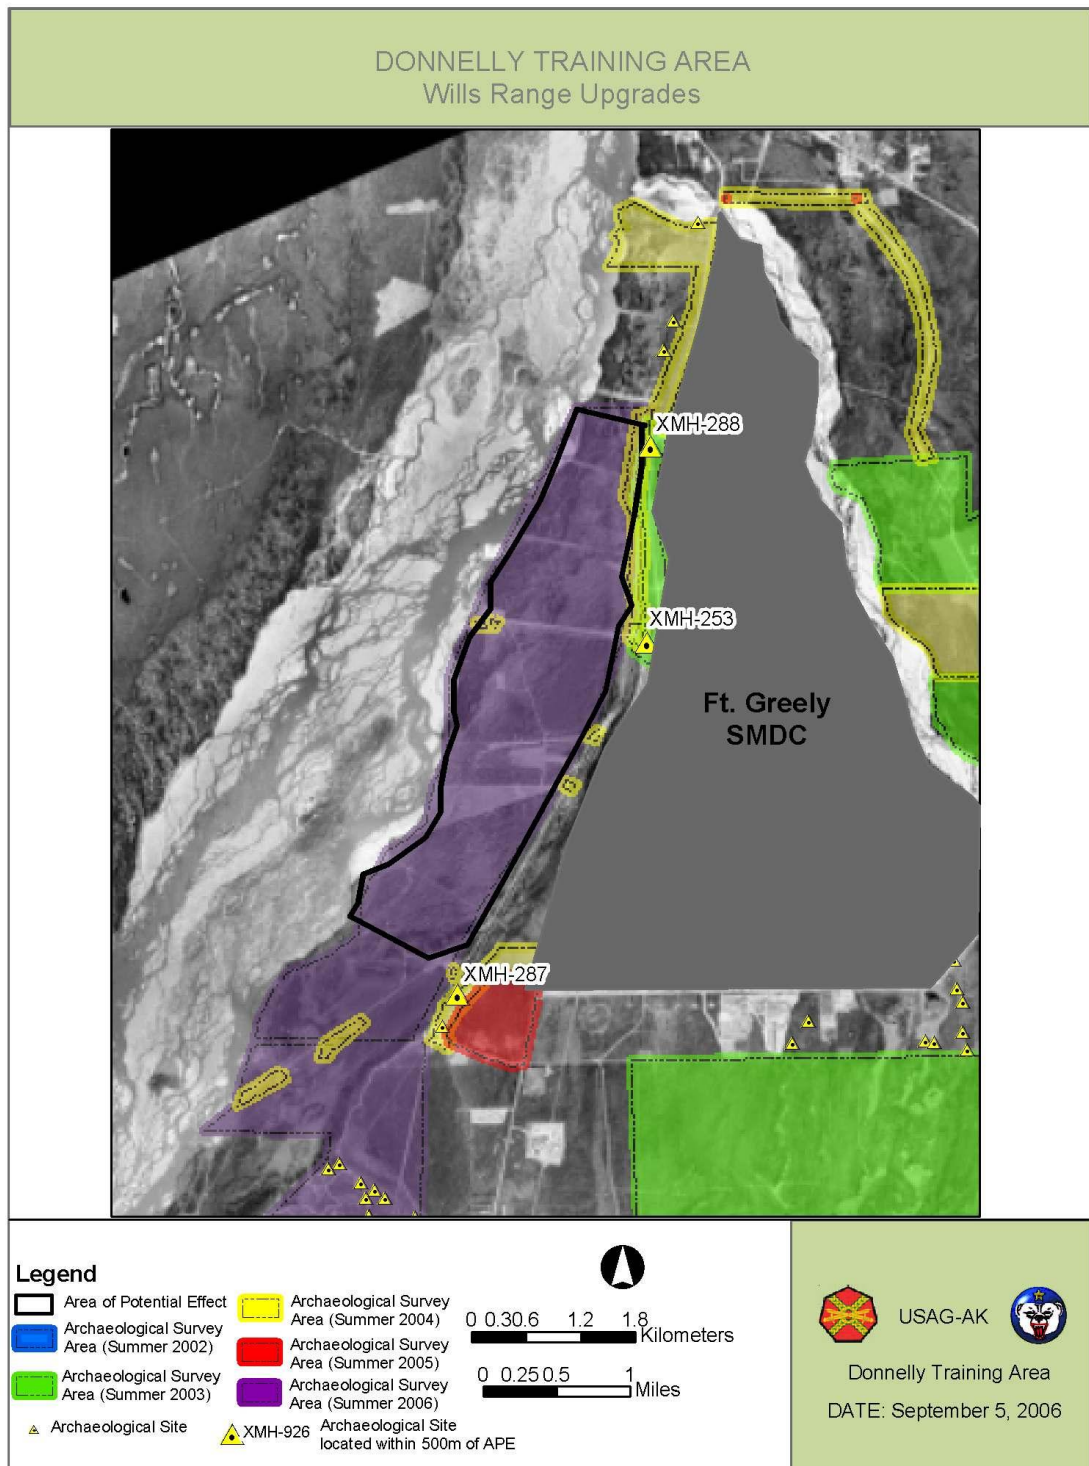 DONNELLY TRAINING AREA
Wills Range Upgrades
XMH-288
XMH-253
Ft. Greely
SMDC
XMH-287
Legend
Area of Potential Effect
Archaeological Survey
Area (Summer 2002)
Archaeological Survey
Area (Summer 2003)
Archaeological Site
Archaeological Survey
Area (Summer 2004)
Archaeological Survey
Area (Summer 2005)
Archaeological Survey
Area (Summer 2006)
XMH-926 Archaeological Site
located within 500m of APE
0 0.30.6 1.2 1.8
Kilometers
0 0.25 0.5 1
Miles
USAG-AK
Donnelly Training Area
DATE: September 5, 2006